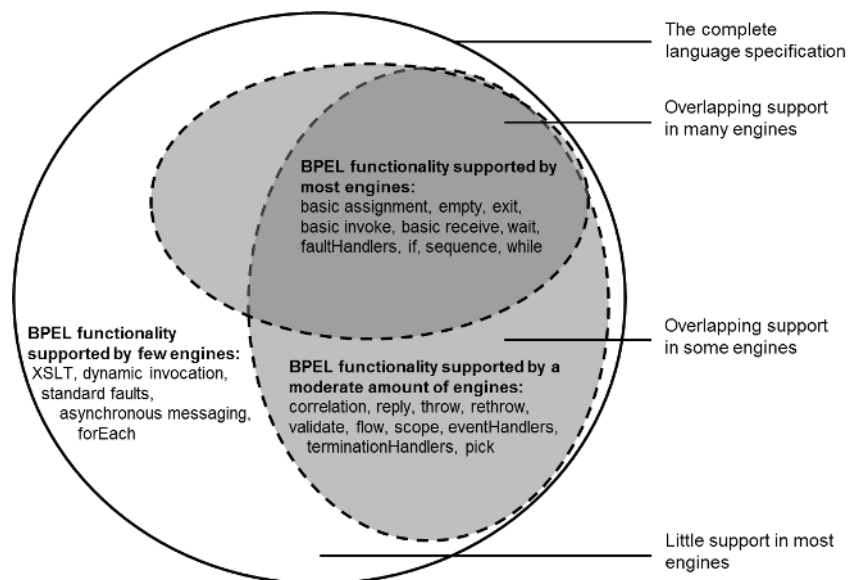 The complete
language specification
Overlapping support
in many engines
BPEL functionality supported by
most engines:
basic assignment, empty, exit,
basic invoke, basic receive, wait,
faultHandlers, if, sequence, while
BPEL functionality
supported by few engines:
XSLT, dynamic invocation,
standard faults,
asynchronous messaging,
forEach
Overlapping support
in some engines
BPEL functionality supported by a
moderate amount of engines:
correlation, reply, throw, rethrow,
validate, flow, scope, eventHandlers,
terminationHandlers, pick
Little support in most
engines